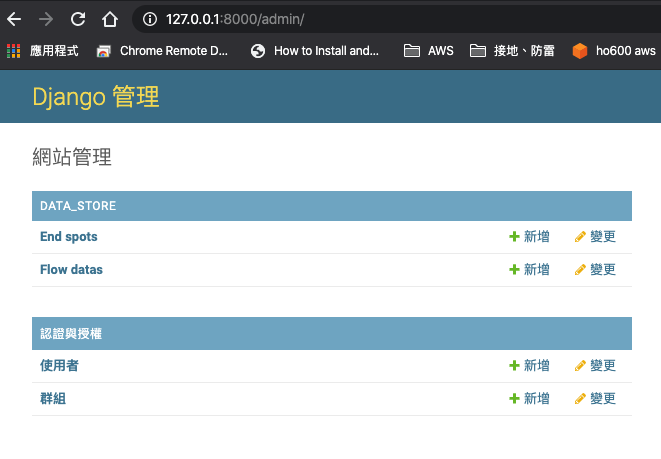 127.0.0.1:8000/admin/
應用程式 Chrome Remote D... How to Install and... AWS 接地、防雷 ho600 aws
Django 管理
網站管理
DATA_STORE
End spots 新增 變更
Flow datas 新增 變更
認證與授權
使用者 新增 變更
群組 新增 變更